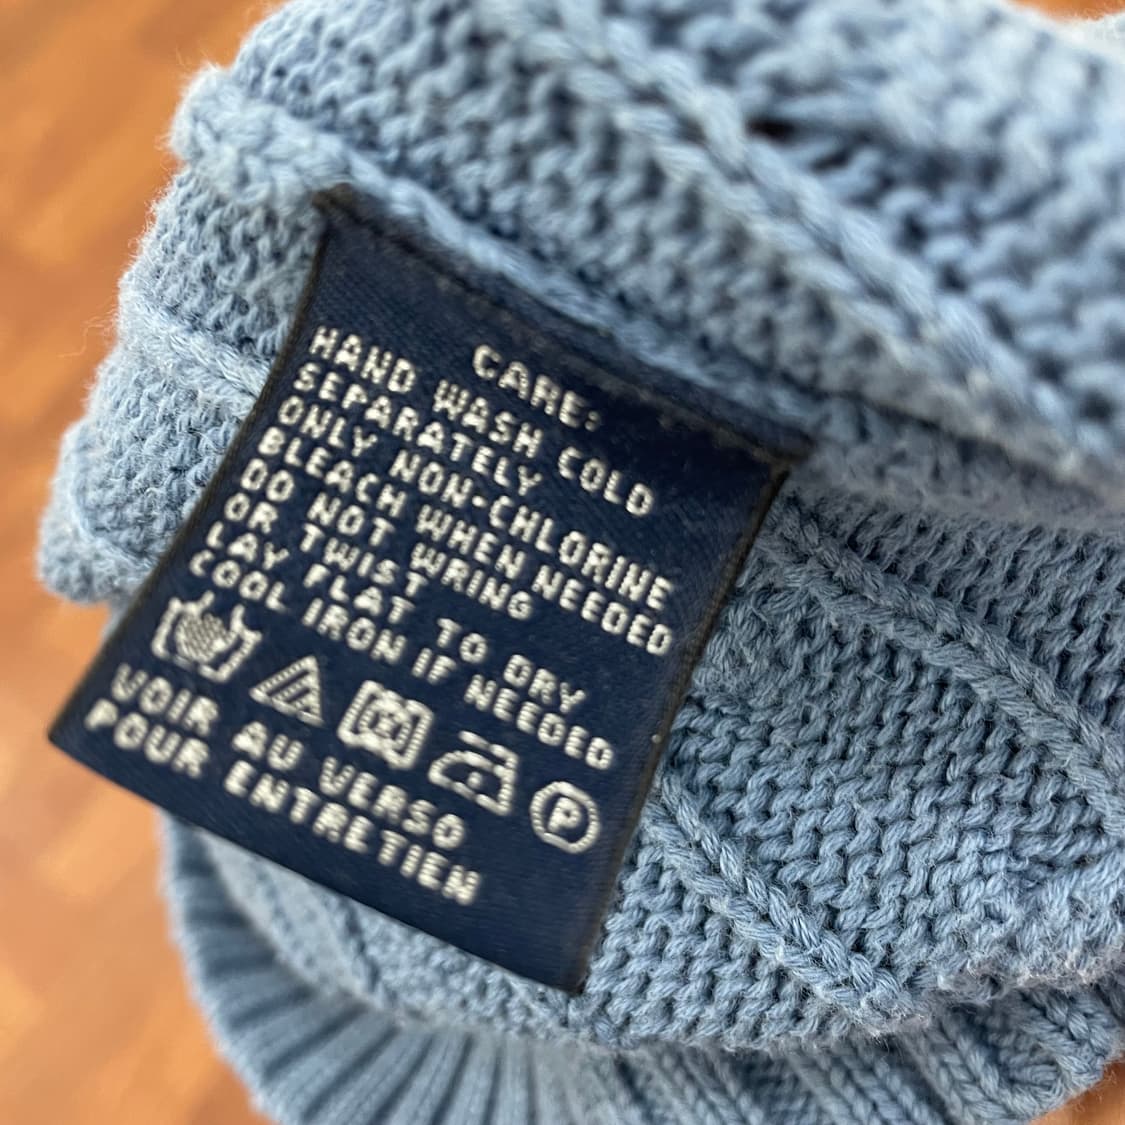 CARE:
HAND WASH COLD
SEPARATELY
ONLY NON-CHLORINE
BLEACH WHEN NEEDED
DO NOT WRING
OR TWIST
LAY FLAT TO DRY
COOL IRON IF NEEDED
P
VOIR AU VERSO
POUR ENTRETIEN